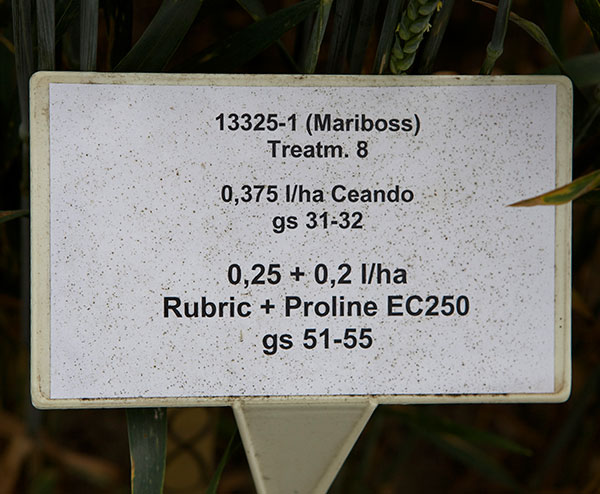 13325-1 (Mariboss)
Treatm. 8
0,375 l/ha Ceando
gs 31-32
0,25 + 0,2 l/ha
Rubric + Proline EC250
gs 51-55